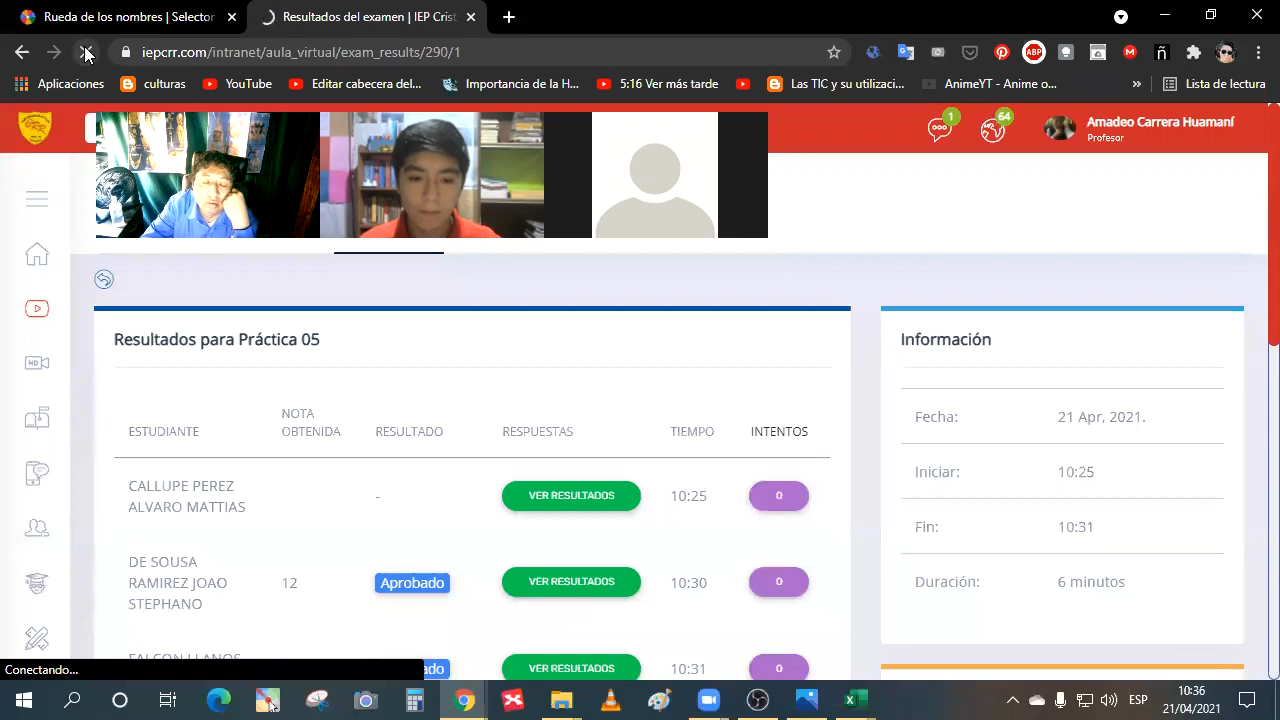 Rueda de los nombres | Selector
Resultados del examen | IEP Crist
iepcrr.com/intranet/aula_virtual/exam_results/290/1
ABP
ñ
Aplicaciones
culturas
YouTube
Editar cabecera del...
Importancia de la H...
5:16 Ver más tarde
Las TIC y su utilizaci...
AnimeYT - Anime o...
»
Lista de lectura
1
64
Amadeo Carrera Huamaní
Profesor
Resultados para Práctica 05
ESTUDIANTE
NOTA
OBTENIDA
RESULTADO
RESPUESTAS
TIEMPO
INTENTOS
CALLUPE PEREZ
ALVARO MATTIAS
-
VER RESULTADOS
10:25
0
DE SOUSA
RAMIREZ JOAO
STEPHANO
12
Aprobado
VER RESULTADOS
10:30
0
FALCON LLANOS
ado
VER RESULTADOS
10:31
0
Información
Fecha:
21 Apr, 2021.
Iniciar:
10:25
Fin:
10:31
Duración:
6 minutos
Conectando...
ESP
10:36
21/04/2021